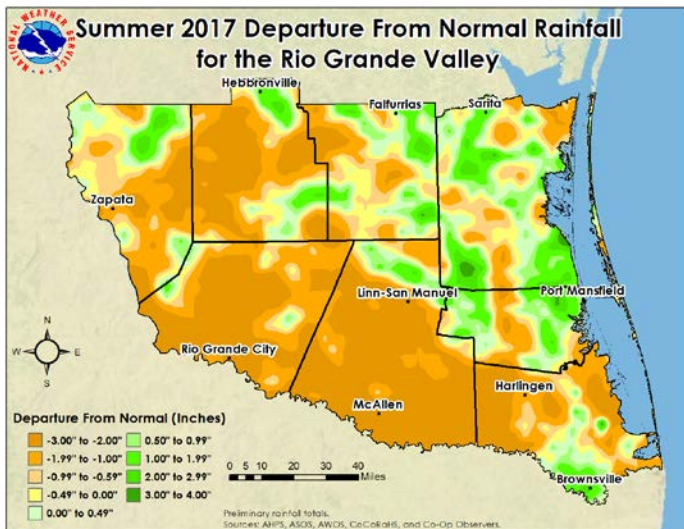 Summer 2017 Departure From Normal Rainfall
for the Rio Grande Valley
NATIONAL WEATHER SERVICE
Hebbronville
Falfurrias
Sarita
Zapata
Linn-San Manuel
Port Mansfield
N
W E
S
Rio Grande City
Harlingen
McAllen
Brownsville
Departure From Normal (Inches)
-3.00" to -2.00" 0.50" to 0.99"
-1.99" to -1.00" 1.00" to 1.99"
-0.99" to -0.59" 2.00" to 2.99"
-0.49" to 0.00" 3.00" to 4.00"
0.00" to 0.49"
0 5 10 20 30 40
Miles
Preliminary rainfall totals.
Sources: AHPS, ASOS, AWOS, CoCoRaHS, and Co-Op Observers.